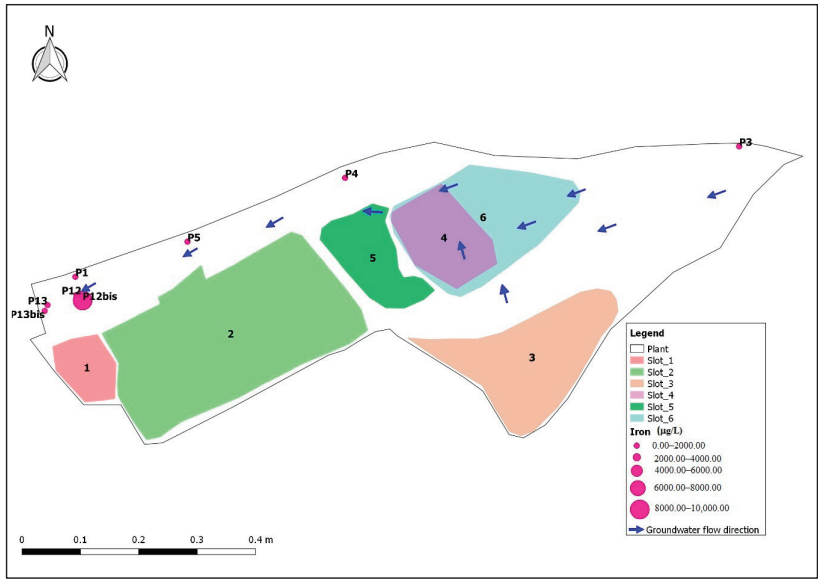 N
P3
P4
6
4
P5
5
P1
P12
P12bis
P13
P13bis
2
3
1
Legend
Plant
Slot_1
Slot_2
Slot_3
Slot_4
Slot_5
Slot_6
Iron (µg/L)
0.00–2000.00
2000.00–4000.00
4000.00–6000.00
6000.00–8000.00
8000.00–10,000.00
Groundwater flow direction
0 0.1 0.2 0.3 0.4 m